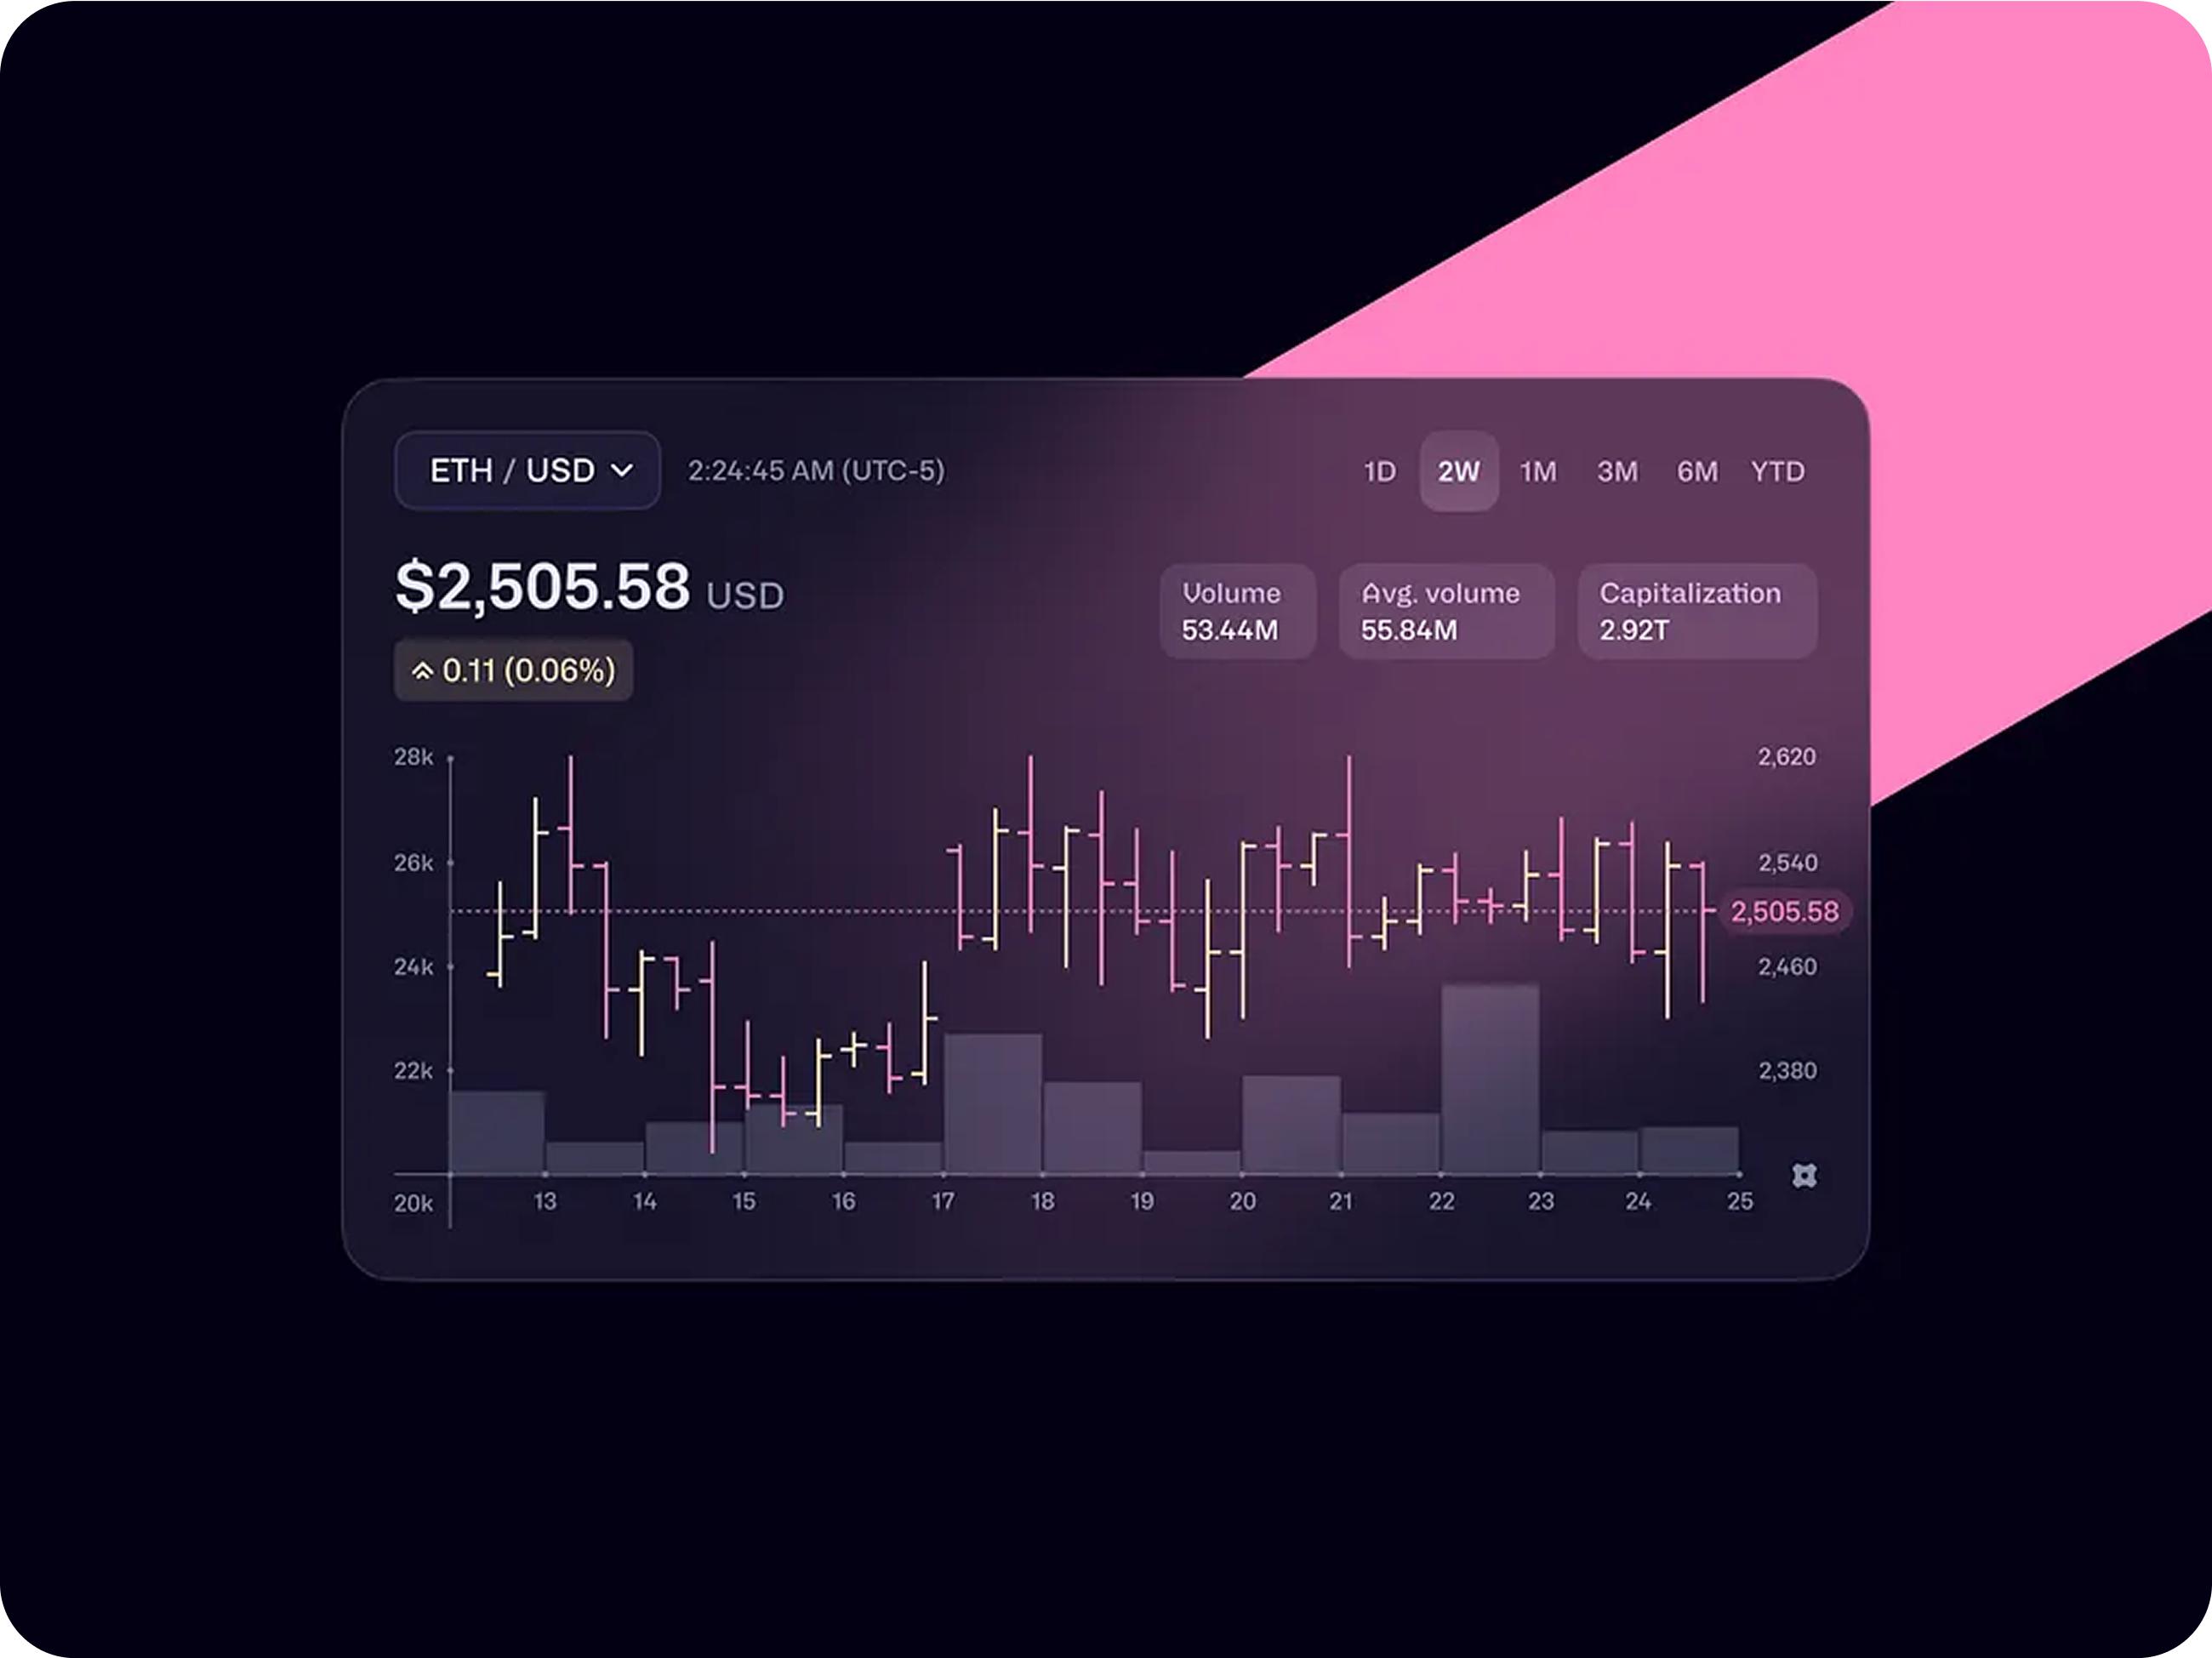 ETH / USD
2:24:45 AM (UTC-5)
1D 2W 1M 3M 6M YTD
$2,505.58 USD
0.11 (0.06%)
Volume
53.44M
Avg. volume
55.84M
Capitalization
2.92T
28k
26k
24k
22k
20k
2,620
2,540
2,505.58
2,460
2,380
13 14 15 16 17 18 19 20 21 22 23 24 25